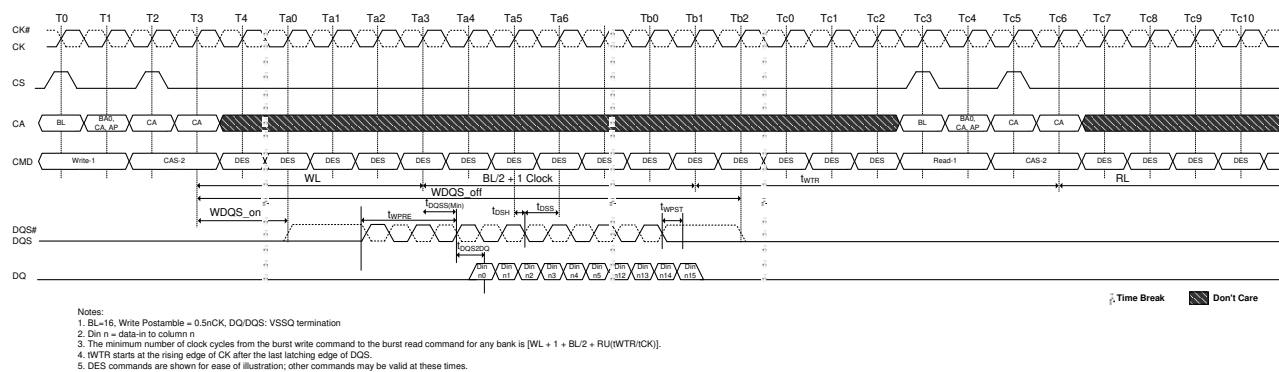 T0 T1 T2 T3 T4 Ta0 Ta1 Ta2 Ta3 Ta4 Ta5 Ta6 Tb0 Tb1 Tb2 Tc0 Tc1 Tc2 Tc3 Tc4 Tc5 Tc6 Tc7 Tc8 Tc9 Tc10
CK#
CK
CS
CA BL BA0, CA, AP CA CA BL BA0, CA, AP CA CA
CMD Write-1 CAS-2 DES DES DES DES DES DES DES DES DES DES DES DES DES DES DES Read-1 CAS-2 DES DES DES DES
WL BL/2 + 1 Clock tWTR RL
WDQS_off
WDQS_on tWPRE tDQSS(Min) tDSH tDSS tWPST
DQS#
DQS
tDQS2DQ
DQ Din n0 Din n1 Din n2 Din n3 Din n4 Din n5 Din n12 Din n13 Din n14 Din n15
Time Break Don't Care
Notes:
1. BL=16, Write Postamble = 0.5nCK, DQ/DQS: VSSQ termination
2. Din n = data-in to column n
3. The minimum number of clock cycles from the burst write command to the burst read command for any bank is [WL + 1 + BL/2 + RU(tWTR/tCK)].
4. tWTR starts at the rising edge of CK after the last latching edge of DQS.
5. DES commands are shown for ease of illustration; other commands may be valid at these times.